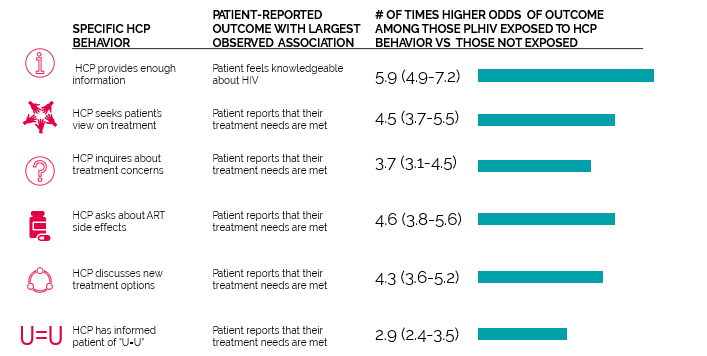 SPECIFIC HCP
BEHAVIOR
PATIENT-REPORTED
OUTCOME WITH LARGEST
OBSERVED ASSOCIATION
# OF TIMES HIGHER ODDS OF OUTCOME
AMONG THOSE PLHIV EXPOSED TO HCP
BEHAVIOR VS THOSE NOT EXPOSED
i
HCP provides enough
information
Patient feels knowledgeable
about HIV
5.9 (4.9-7.2)
HCP seeks patient's
view on treatment
Patient reports that their
treatment needs are met
4.5 (3.7-5.5)
?
HCP inquires about
treatment concerns
Patient reports that their
treatment needs are met
3.7 (3.1-4.5)
HCP asks about ART
side effects
Patient reports that their
treatment needs are met
4.6 (3.8-5.6)
HCP discusses new
treatment options
Patient reports that their
treatment needs are met
4.3 (3.6-5.2)
U=U
HCP has informed
patient of "U=U"
Patient reports that their
treatment needs are met
2.9 (2.4-3.5)